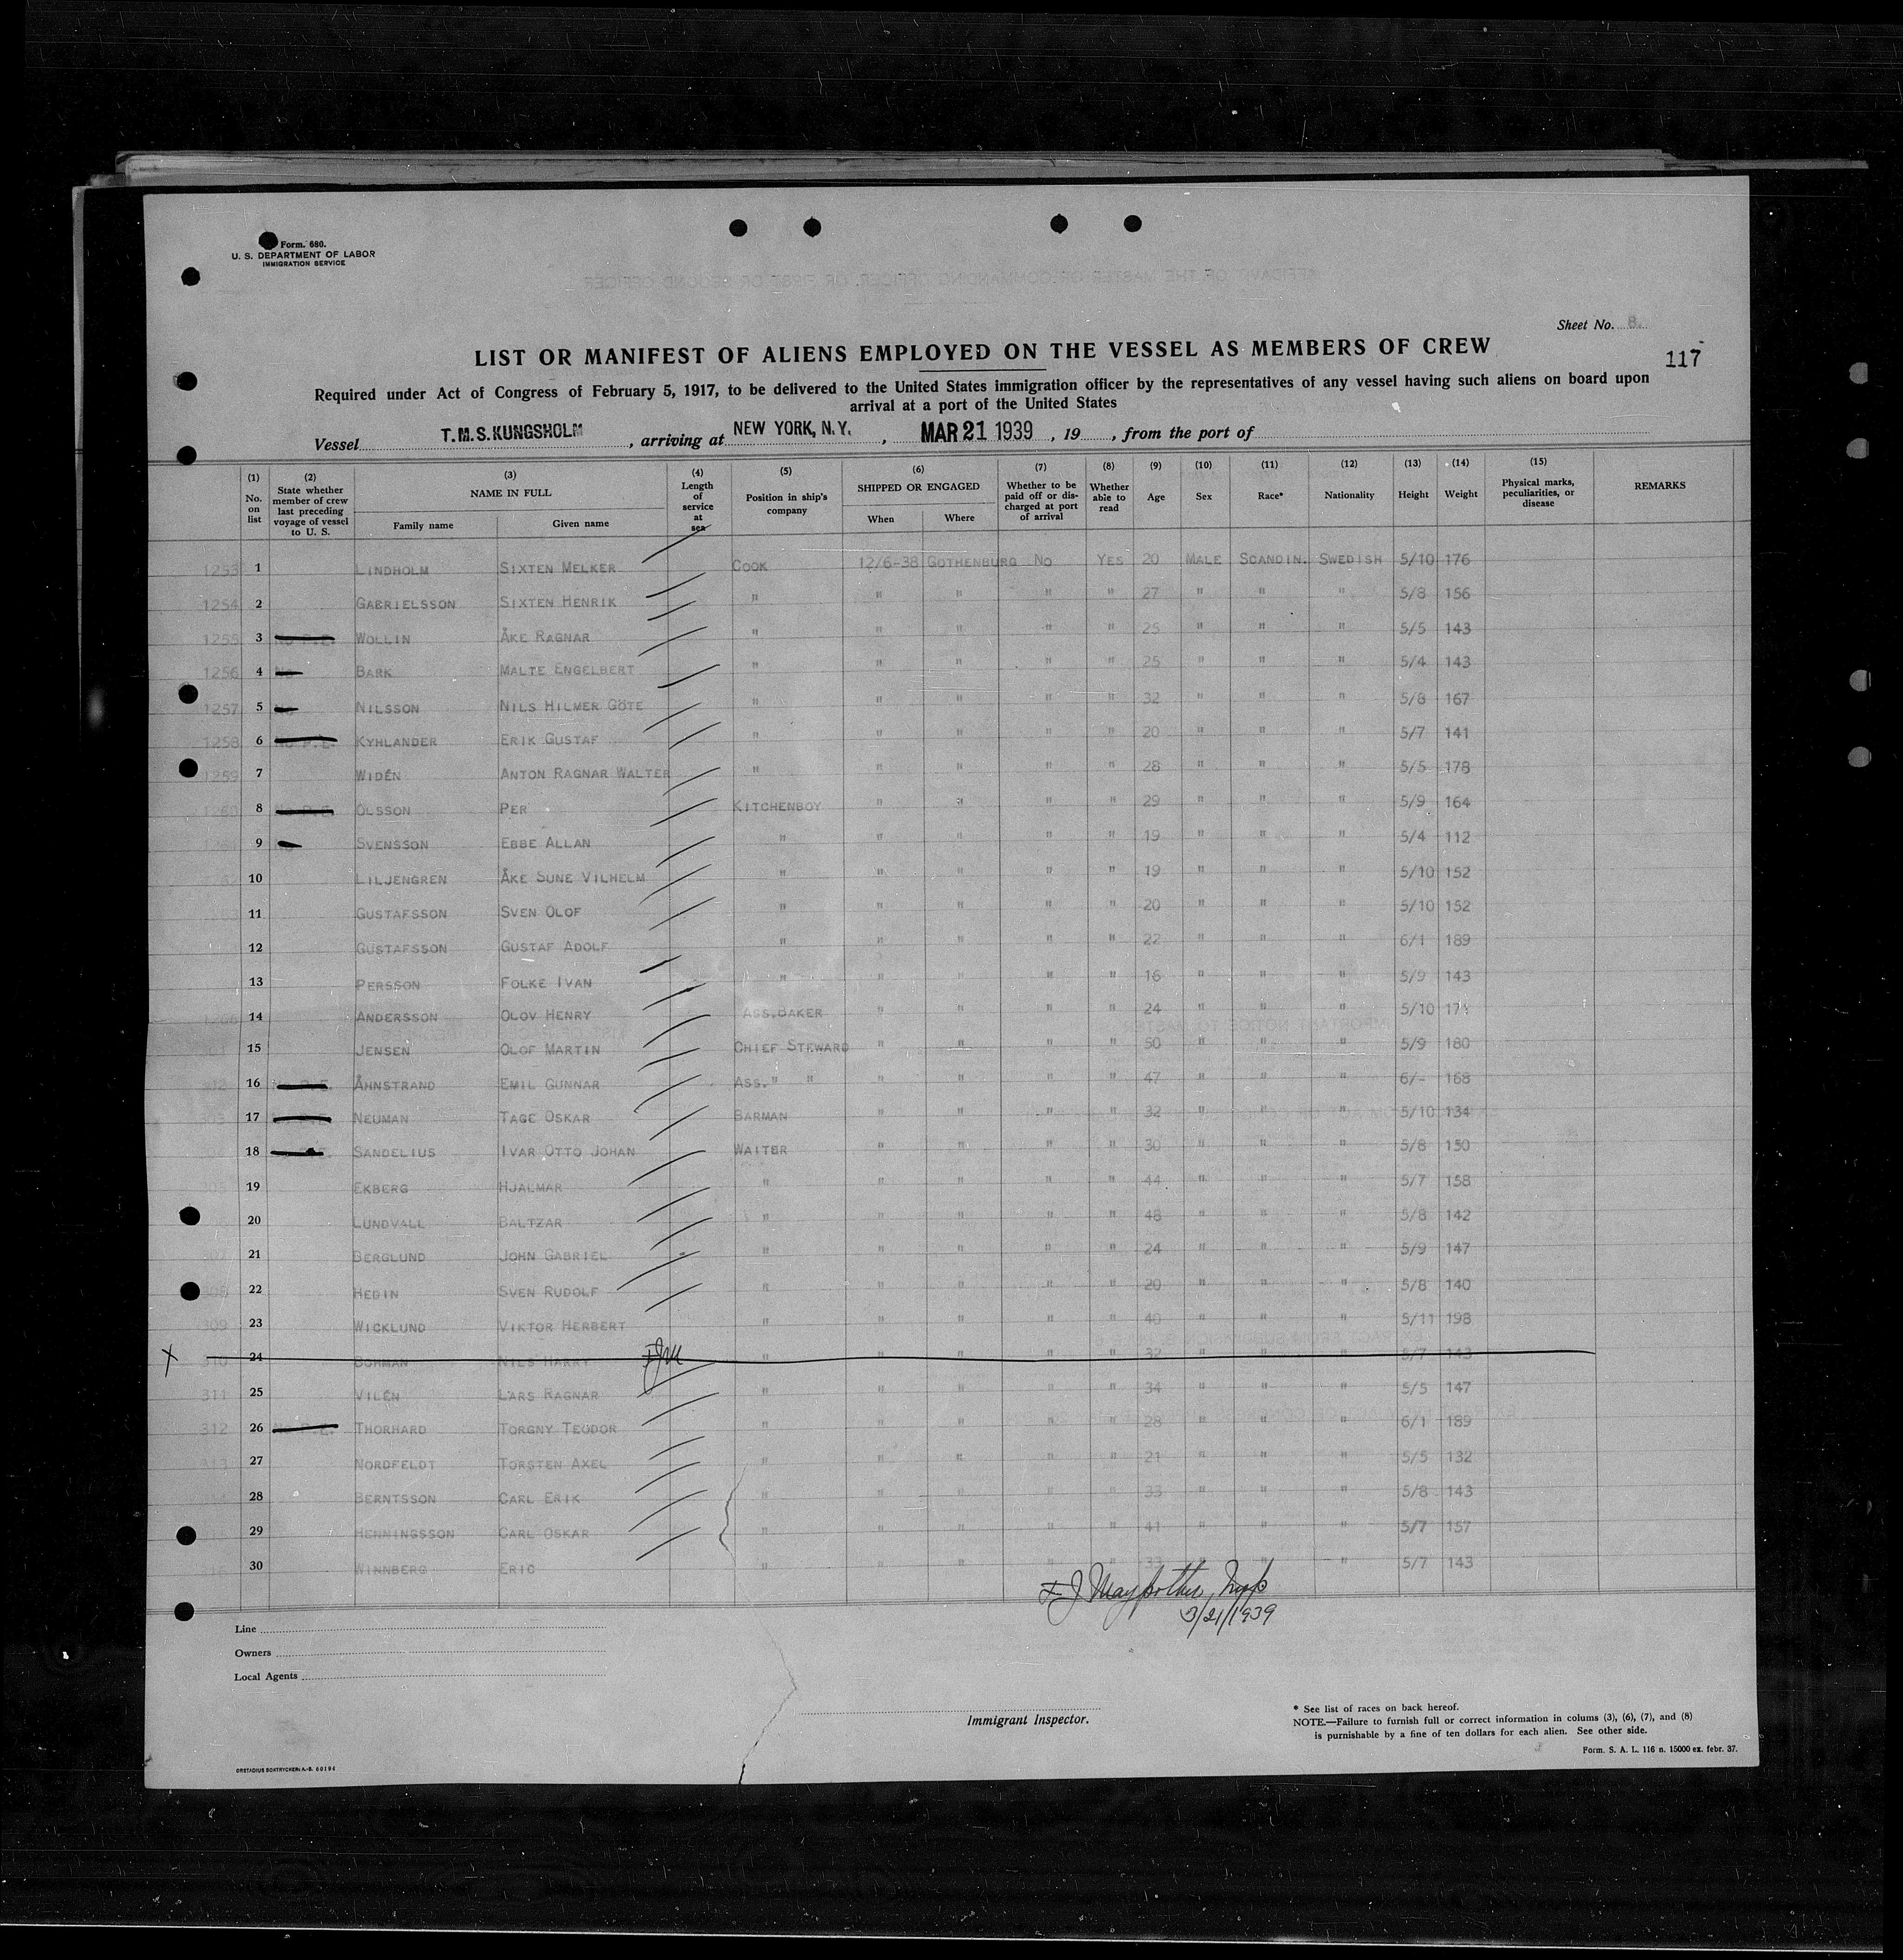 Form. 680.
U. S. DEPARTMENT OF LABOR
IMMIGRATION SERVICE
Sheet No. 8.
117
LIST OR MANIFEST OF ALIENS EMPLOYED ON THE VESSEL AS MEMBERS OF CREW
Required under Act of Congress of February 5, 1917, to be delivered to the United States immigration officer by the representatives of any vessel having such aliens on board upon
arrival at a port of the United States
Vessel T.M.S.KUNGSHOLM , arriving at NEW YORK, N.Y. , MAR 21 1939 , 19 , from the port of
(1) No. on list (2) State whether member of crew last preceding voyage of vessel to U. S. (3) NAME IN FULL Family name Given name (4) Length of service at sea (5) Position in ship's company (6) SHIPPED OR ENGAGED When Where (7) Whether to be paid off or discharged at port of arrival (8) Whether able to read (9) Age (10) Sex (11) Race* (12) Nationality (13) Height (14) Weight (15) Physical marks, peculiarities, or disease REMARKS
1253 1 LINDHOLM SIXTEN MELKER COOK 12/6-38 GOTHENBURG NO YES 20 MALE SCANDIN. SWEDISH 5/10 176
1254 2 GABRIELSSON SIXTEN HENRIK " " " " " 27 " " " 5/8 156
1255 3 NO P.E. WOLLIN ÅKE RAGNAR " " " " " 25 " " " 5/5 143
1256 4 NO BARK MALTE ENGELBERT " " " " " 25 " " " 5/4 143
1257 5 NO NILSSON NILS HILMER GÖTE " " " " " 32 " " " 5/8 167
1258 6 NO P.E. KYHLANDER ERIK GUSTAF " " " " " 20 " " " 5/7 141
1259 7 WIDÉN ANTON RAGNAR WALTER " " " " " 28 " " " 5/5 178
1260 8 NO P.E. OLSSON PER KITCHENBOY " " " " 29 " " " 5/9 164
9 SVENSSON EBBE ALLAN " " " " " 19 " " " 5/4 112
10 LILJENGREN ÅKE SUNE VILHELM " " " " " 19 " " " 5/10 152
11 GUSTAFSSON SVEN OLOF " " " " " 20 " " " 5/10 152
12 GUSTAFSSON GUSTAF ADOLF " " " " " 22 " " " 6/1 189
13 PERSSON FOLKE IVAN " " " " " 16 " " " 5/9 143
14 ANDERSSON OLOV HENRY ASS.BAKER " " " " 24 " " " 5/10 171
15 JENSEN OLOF MARTIN CHIEF STEWARD " " " " 50 " " " 5/9 180
16 ÅHNSTRAND EMIL GUNNAR ASS. " " " " " " 47 " " " 6/- 168
17 NEUMAN TAGE OSKAR BARMAN " " " " 32 " " " 5/10 134
18 SANDELIUS IVAR OTTO JOHAN WAITER " " " " 30 " " " 5/8 150
19 EKBERG HJALMAR " " " " " 44 " " " 5/7 158
20 LUNDVALL BALTZAR " " " " " 48 " " " 5/8 142
21 BERGLUND JOHN GABRIEL " " " " " 24 " " " 5/9 147
22 HEDIN SVEN RUDOLF " " " " " 20 " " " 5/8 140
309 23 WICKLUND VIKTOR HERBERT " " " " " 40 " " " 5/11 198
X 310 24 BORMAN NILS HARRY FJM " " " " " 32 " " " 5/7 143
311 25 VILÉN LARS RAGNAR " " " " " 34 " " " 5/5 147
312 26 NO P.E. THORHARD TORGNY TEODOR " " " " " 28 " " " 6/1 189
313 27 NORDFELDT TORSTEN AXEL " " " " " 21 " " " 5/5 132
28 BERNTSSON CARL ERIK " " " " " 33 " " " 5/8 143
29 HENNINGSSON CARL OSKAR " " " " " 41 " " " 5/7 157
30 WINNBERG ERIC " " " " " 33 " " " 5/7 143
3/21/1939
Line
Owners
Local Agents
Immigrant Inspector.
* See list of races on back hereof.
NOTE.—Failure to furnish full or correct information in colums (3), (6), (7), and (8)
is purnishable by a fine of ten dollars for each alien. See other side.
Form. S. A. L. 116 n. 15000 ex. febr. 37.